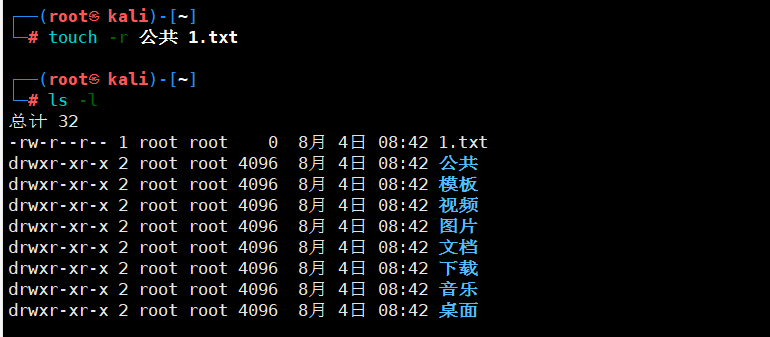 ┌──(root㉿kali)-[~]
└─# touch -r 公共 1.txt
┌──(root㉿kali)-[~]
└─# ls -l
总计 32
-rw-r--r-- 1 root root    0  8月 4日 08:42 1.txt
drwxr-xr-x 2 root root 4096  8月 4日 08:42 公共
drwxr-xr-x 2 root root 4096  8月 4日 08:42 模板
drwxr-xr-x 2 root root 4096  8月 4日 08:42 视频
drwxr-xr-x 2 root root 4096  8月 4日 08:42 图片
drwxr-xr-x 2 root root 4096  8月 4日 08:42 文档
drwxr-xr-x 2 root root 4096  8月 4日 08:42 下载
drwxr-xr-x 2 root root 4096  8月 4日 08:42 音乐
drwxr-xr-x 2 root root 4096  8月 4日 08:42 桌面